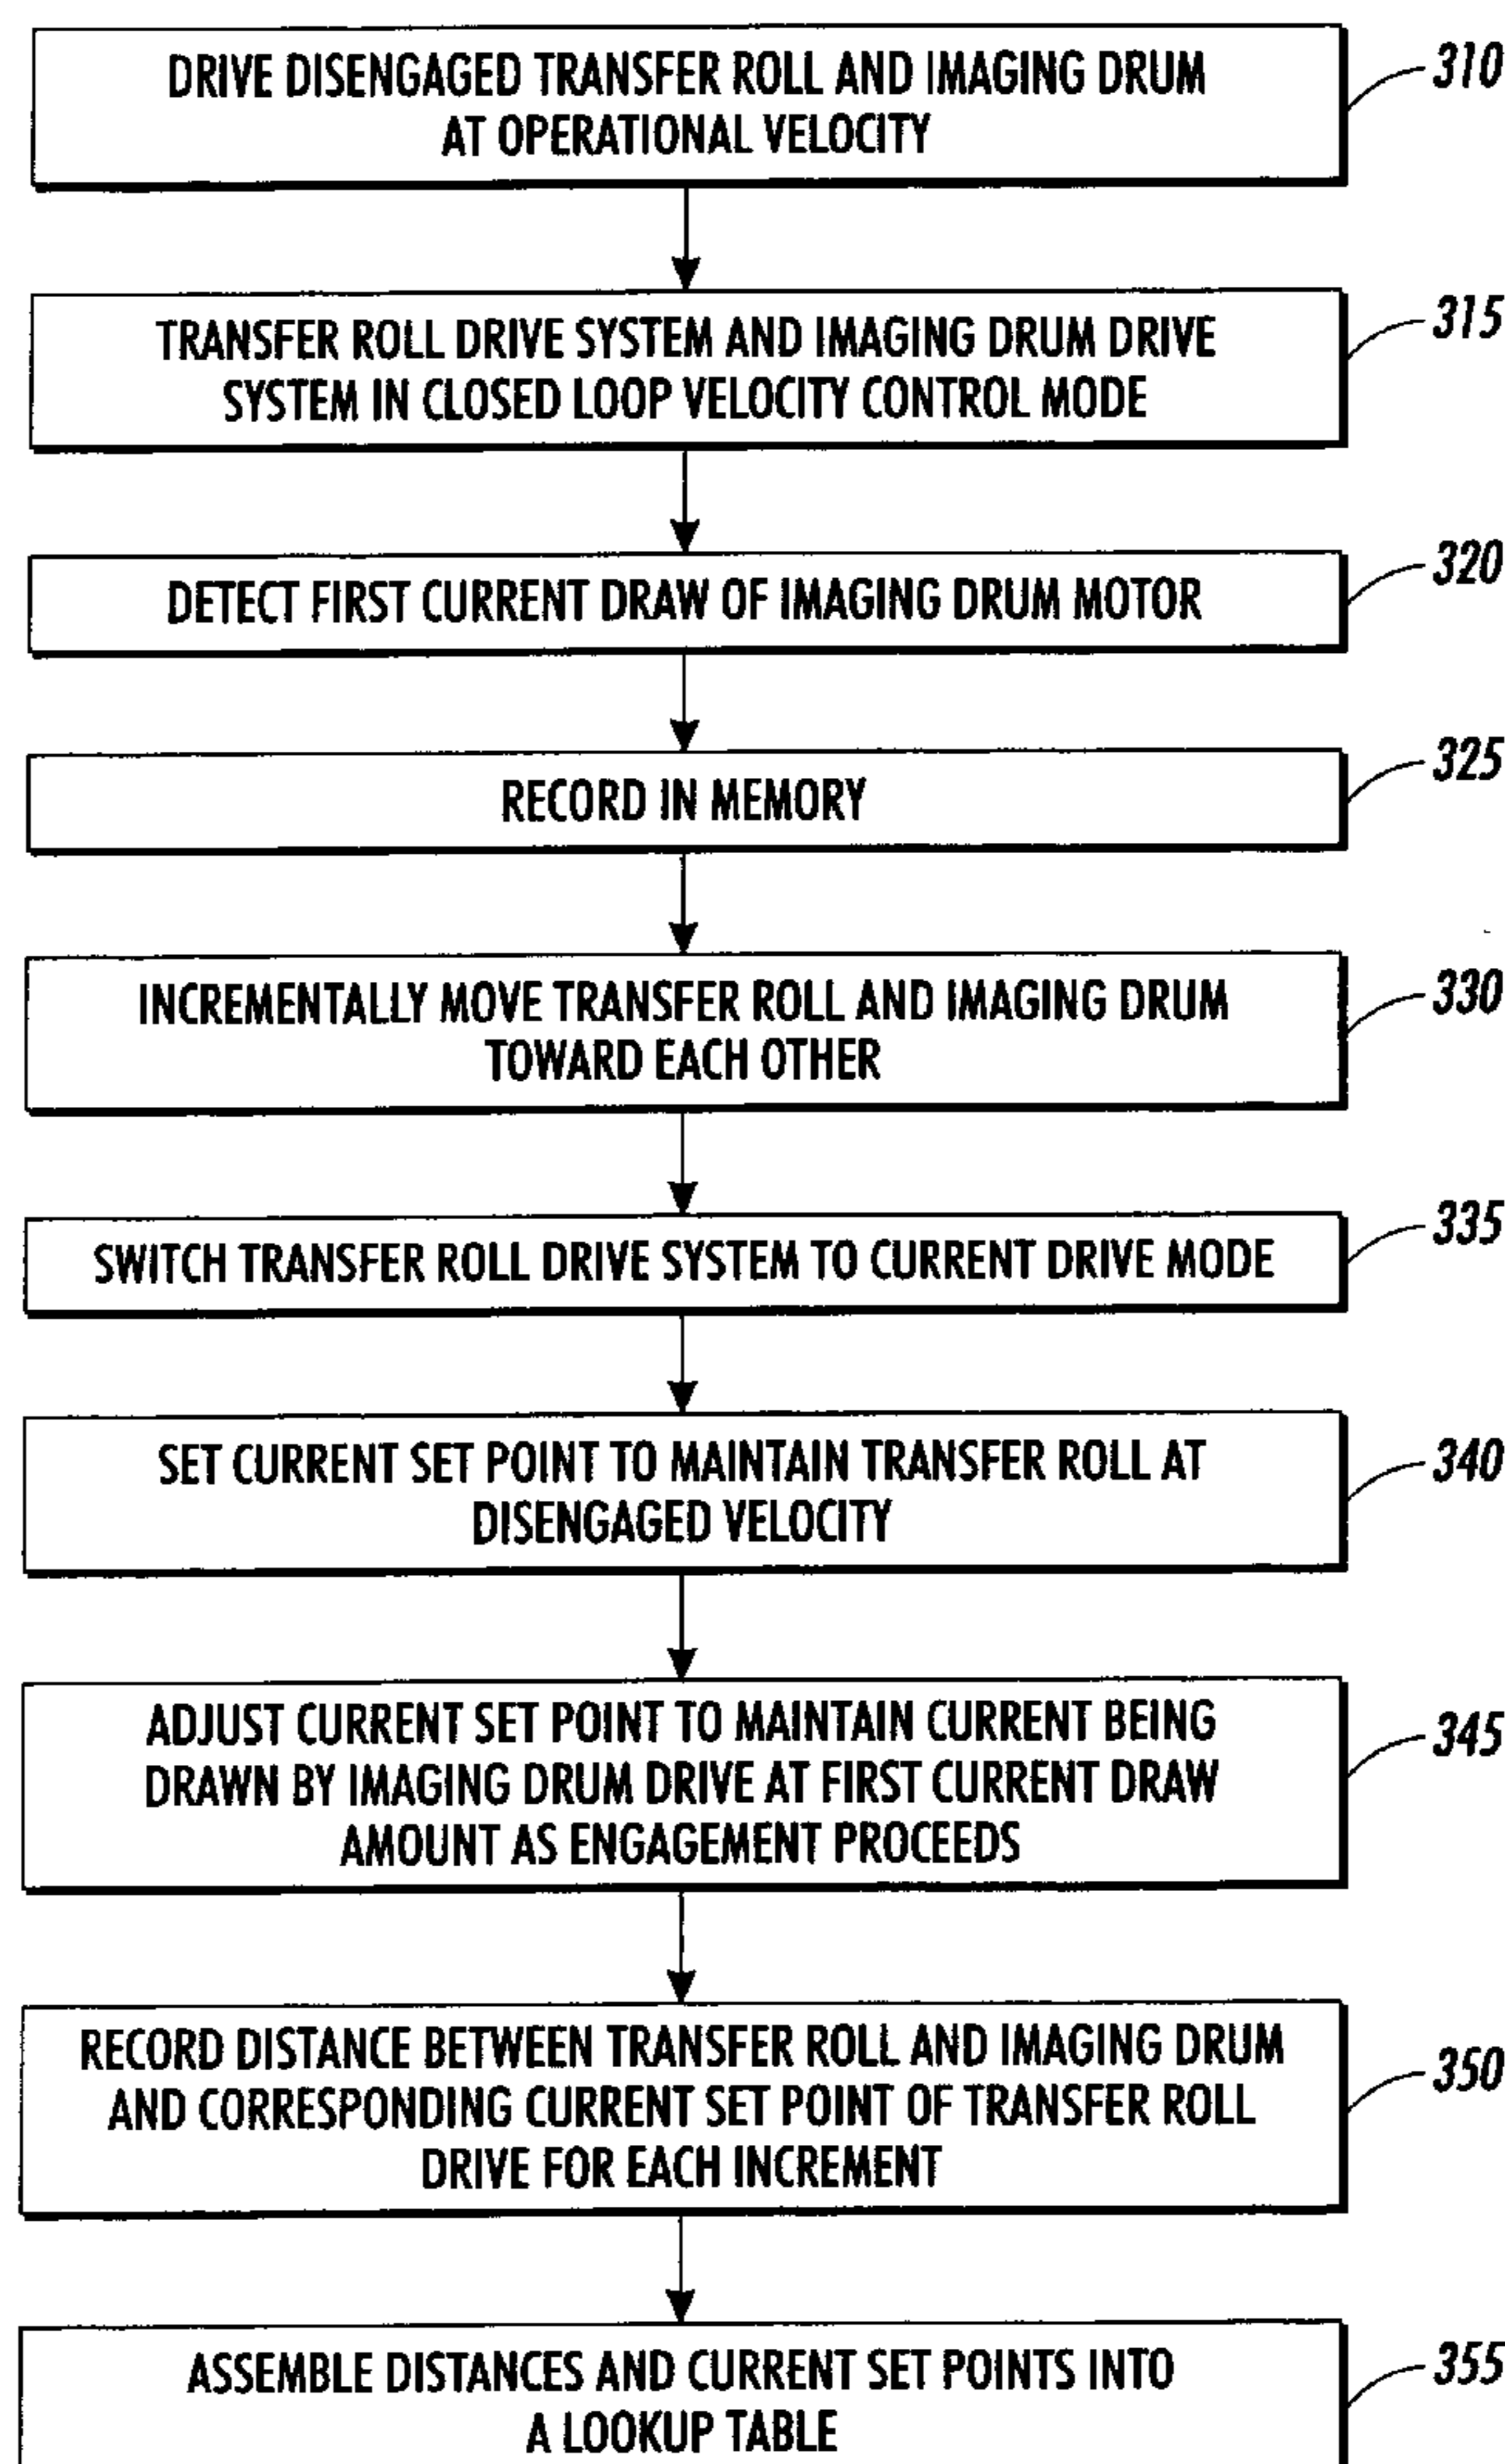 DRIVE DISENGAGED TRANSFER ROLL AND IMAGING DRUM
AT OPERATIONAL VELOCITY
310
TRANSFER ROLL DRIVE SYSTEM AND IMAGING DRUM DRIVE
SYSTEM IN CLOSED LOOP VELOCITY CONTROL MODE
315
DETECT FIRST CURRENT DRAW OF IMAGING DRUM MOTOR
320
RECORD IN MEMORY
325
INCREMENTALLY MOVE TRANSFER ROLL AND IMAGING DRUM
TOWARD EACH OTHER
330
SWITCH TRANSFER ROLL DRIVE SYSTEM TO CURRENT DRIVE MODE
335
SET CURRENT SET POINT TO MAINTAIN TRANSFER ROLL AT
DISENGAGED VELOCITY
340
ADJUST CURRENT SET POINT TO MAINTAIN CURRENT BEING
DRAWN BY IMAGING DRUM DRIVE AT FIRST CURRENT DRAW
AMOUNT AS ENGAGEMENT PROCEEDS
345
RECORD DISTANCE BETWEEN TRANSFER ROLL AND IMAGING DRUM
AND CORRESPONDING CURRENT SET POINT OF TRANSFER ROLL
DRIVE FOR EACH INCREMENT
350
ASSEMBLE DISTANCES AND CURRENT SET POINTS INTO
A LOOKUP TABLE
355